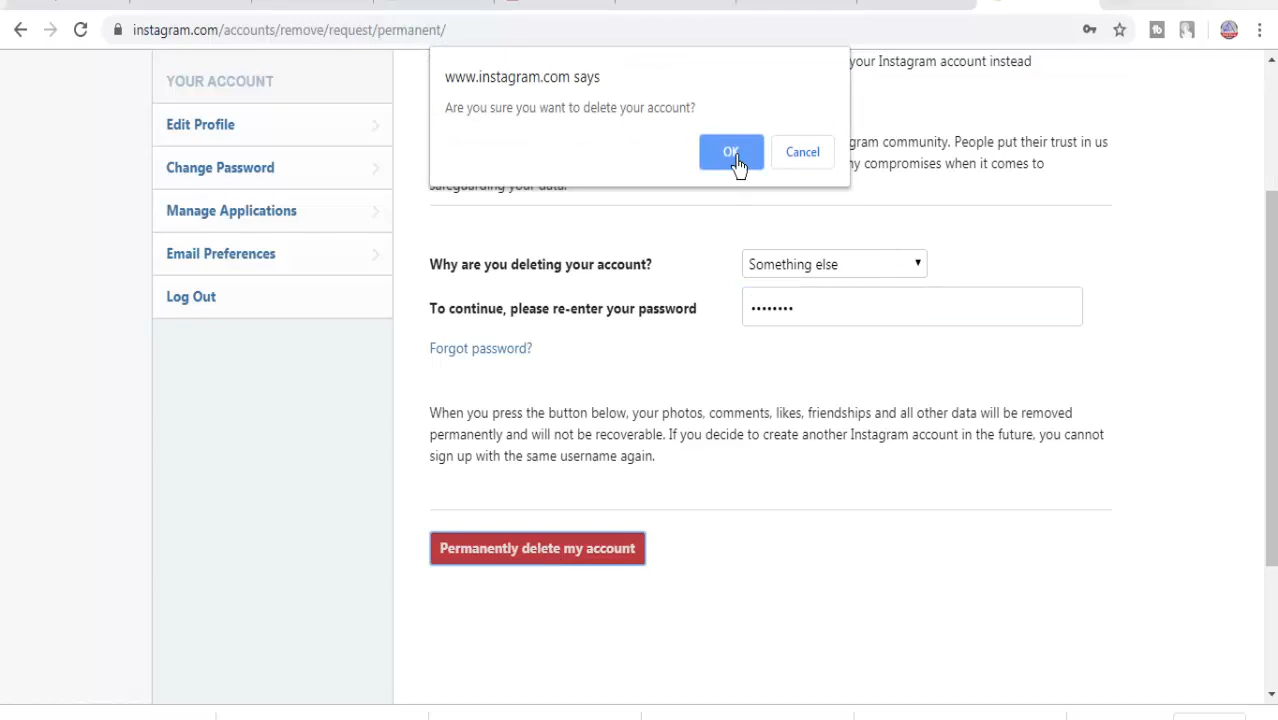 instagram.com/accounts/remove/request/permanent/
www.instagram.com says
Are you sure you want to delete your account?
OK
Cancel
YOUR ACCOUNT
Edit Profile
Change Password
Manage Applications
Email Preferences
Log Out
your Instagram account instead
gram community. People put their trust in us
compromises when it comes to
safeguarding your data.
Why are you deleting your account?
Something else
To continue, please re-enter your password
••••••••
Forgot password?
When you press the button below, your photos, comments, likes, friendships and all other data will be removed
permanently and will not be recoverable. If you decide to create another Instagram account in the future, you cannot
sign up with the same username again.
Permanently delete my account